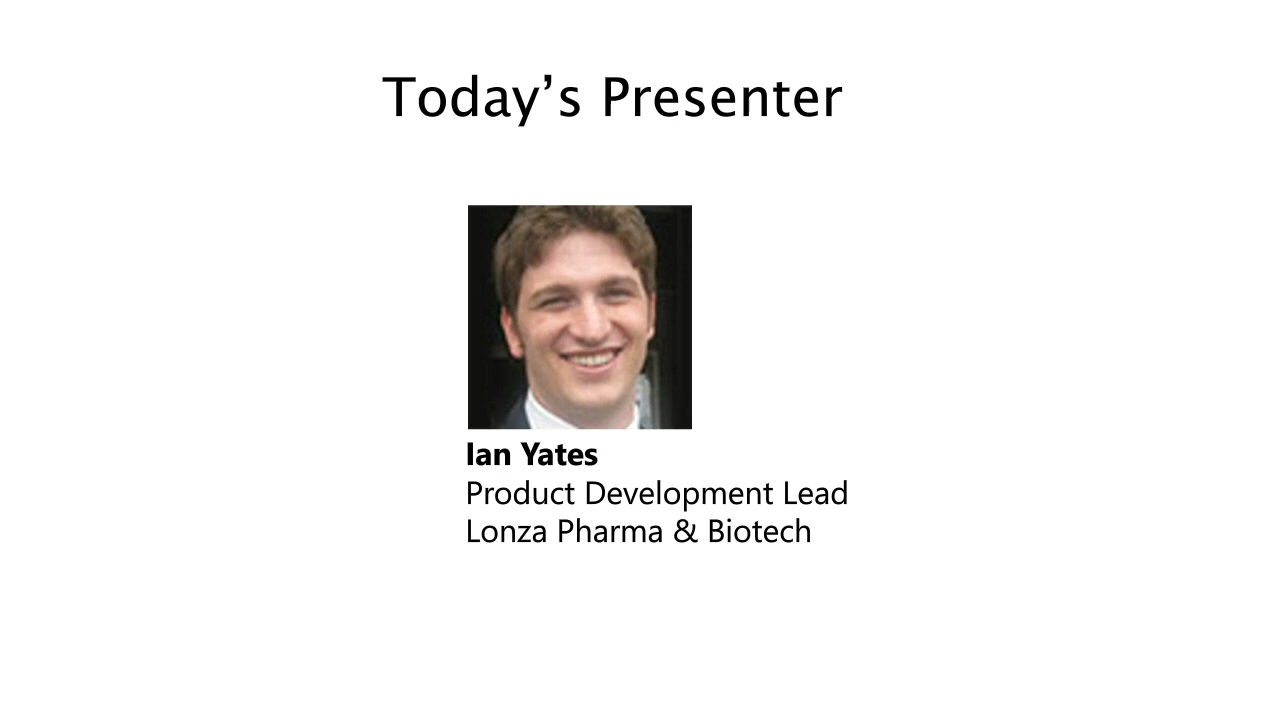 Today’s Presenter
Ian Yates
Product Development Lead
Lonza Pharma & Biotech